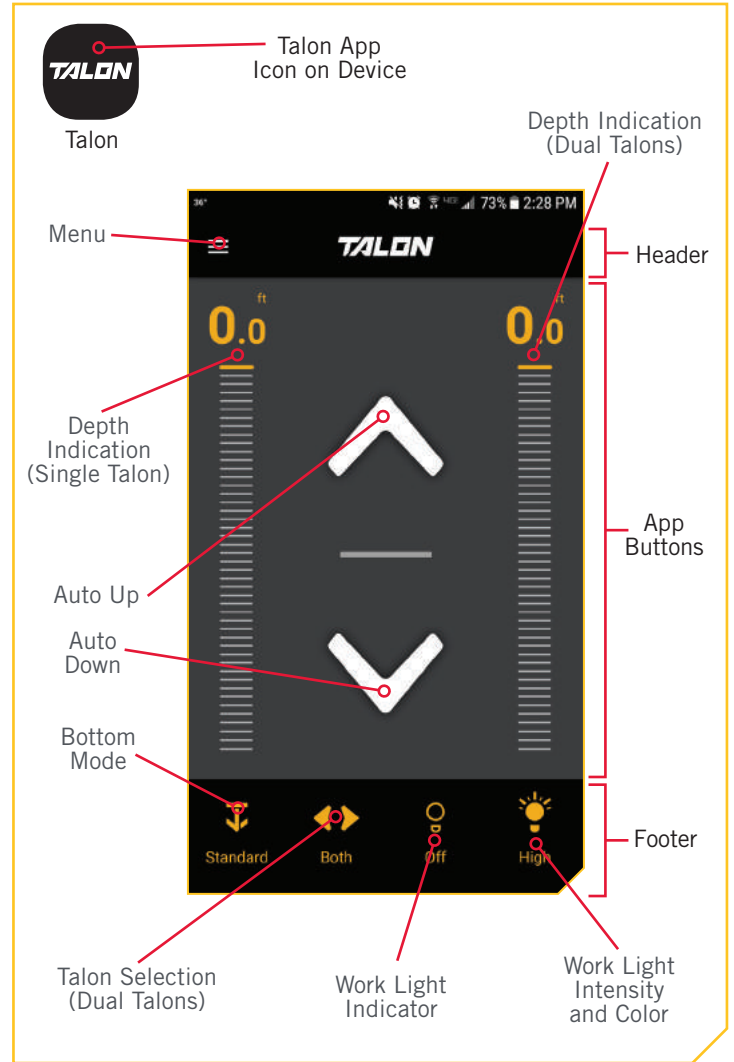 TALON
Talon
Talon App
Icon on Device
Depth Indication
(Dual Talons)
36°
4G LTE 73% 2:28 PM
Menu
TALON
Header
ft
0.0
ft
0.0
Depth
Indication
(Single Talon)
App
Buttons
Auto Up
Auto
Down
Bottom
Mode
Standard
Both
Off
High
Footer
Talon Selection
(Dual Talons)
Work Light
Indicator
Work Light
Intensity
and Color